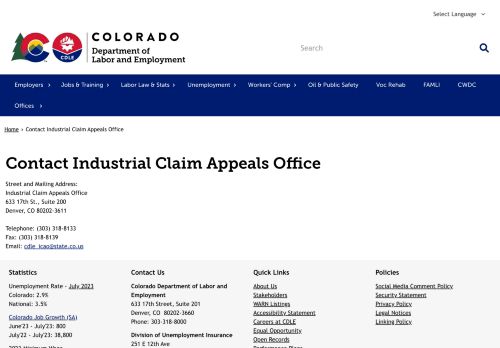 Select Language
COLORADO
Department of
Labor and Employment
CDLE
Search
Employers
Jobs & Training
Labor Law & Stats
Unemployment
Workers' Comp
Oil & Public Safety
Voc Rehab
FAMLI
CWDC
Offices
Home › Contact Industrial Claim Appeals Office
Contact Industrial Claim Appeals Office
Street and Mailing Address:
Industrial Claim Appeals Office
633 17th St., Suite 200
Denver, CO 80202-3611
Telephone: (303) 318-8133
Fax: (303) 318-8139
Email: cdle_icao@state.co.us
Statistics
Unemployment Rate - July 2023
Colorado: 2.9%
National: 3.5%
Colorado Job Growth (SA)
June'23 - July'23: 800
July'22 - July'23: 38,800
Contact Us
Colorado Department of Labor and
Employment
633 17th Street, Suite 201
Denver, CO 80202-3660
Phone: 303-318-8000
Division of Unemployment Insurance
251 E 12th Ave
Quick Links
About Us
Stakeholders
WARN Listings
Accessibility Statement
Careers at CDLE
Equal Opportunity
Open Records
Policies
Social Media Comment Policy
Security Statement
Privacy Policy
Legal Notices
Linking Policy